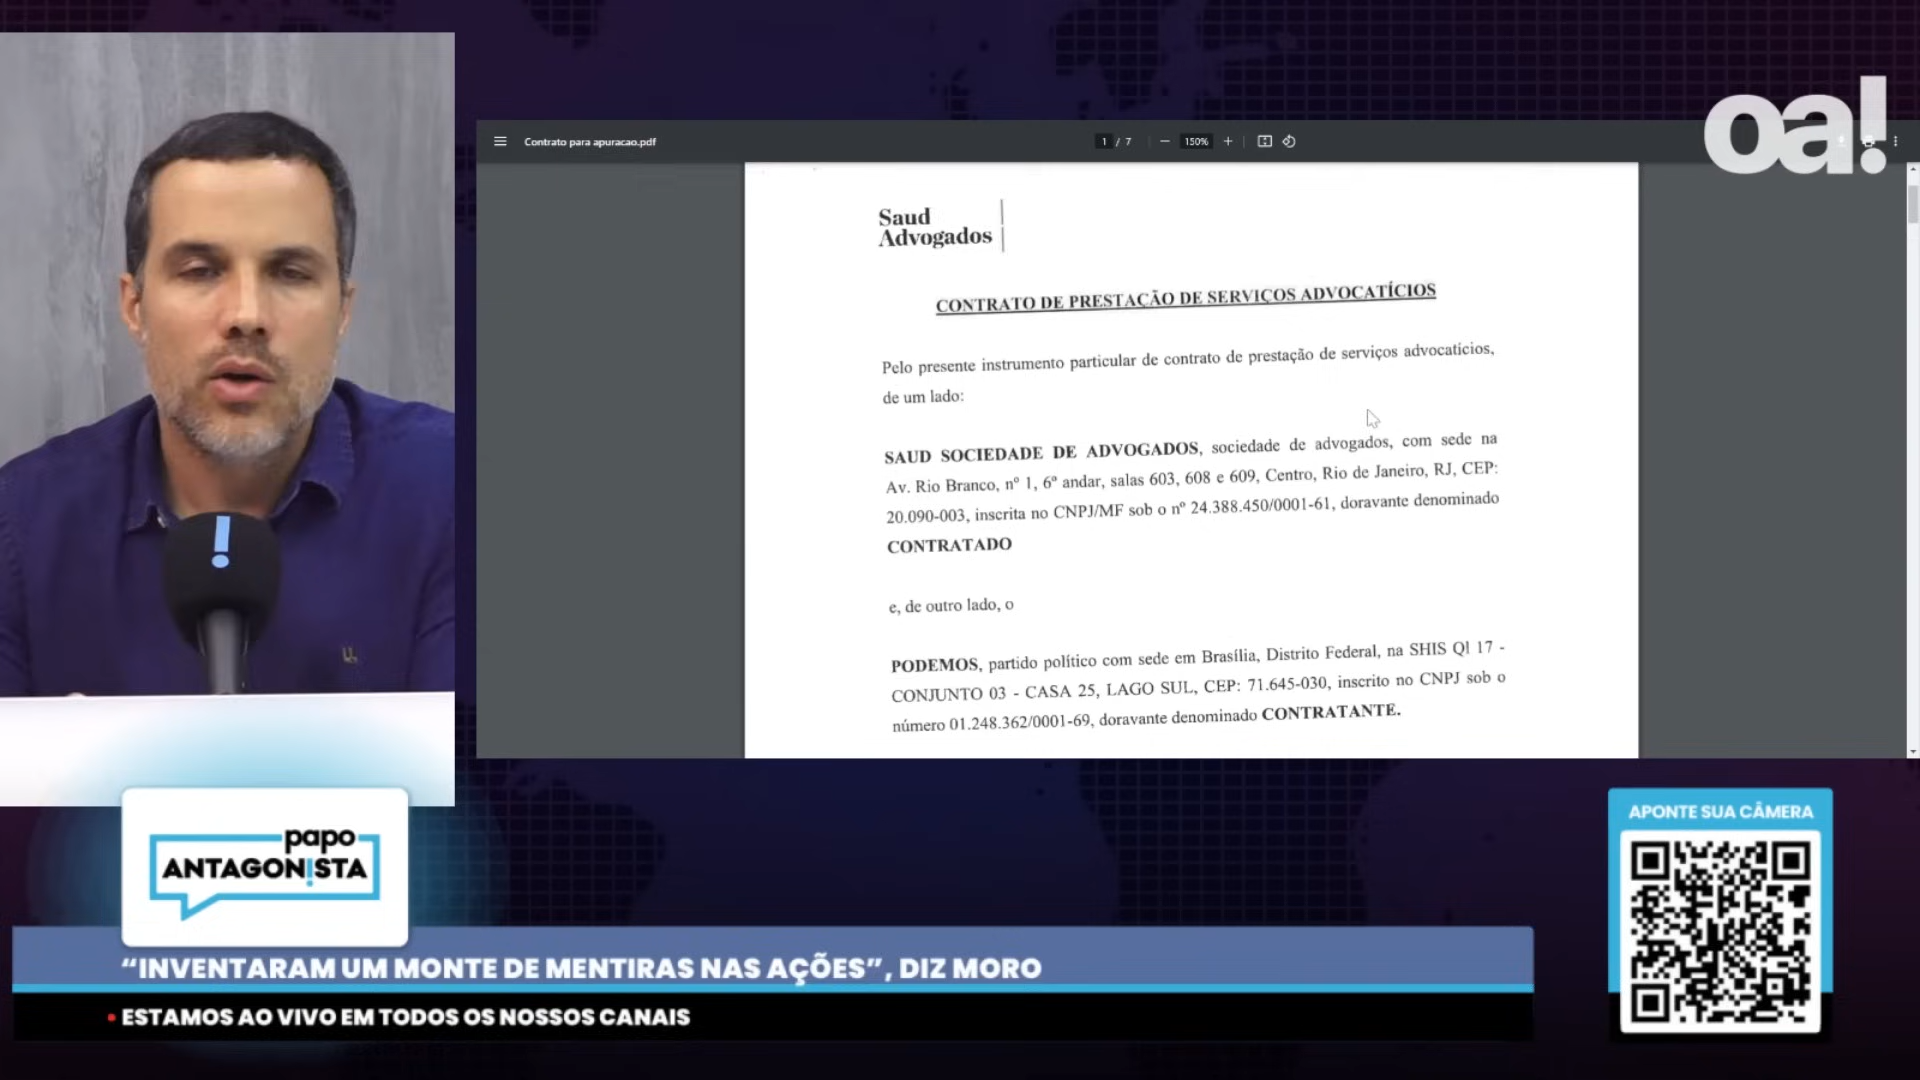 oa!
Contrato para apuracao.pdf
1 / 7
150%
Saud
Advogados
CONTRATO DE PRESTAÇÃO DE SERVIÇOS ADVOCATÍCIOS
Pelo presente instrumento particular de contrato de prestação de serviços advocatícios,
de um lado:
SAUD SOCIEDADE DE ADVOGADOS, sociedade de advogados, com sede na
Av. Rio Branco, nº 1, 6º andar, salas 603, 608 e 609, Centro, Rio de Janeiro, RJ, CEP:
20.090-003, inscrita no CNPJ/MF sob o nº 24.388.450/0001-61, doravante denominado
CONTRATADO
e, de outro lado, o
PODEMOS, partido político com sede em Brasília, Distrito Federal, na SHIS QI 17 -
CONJUNTO 03 - CASA 25, LAGO SUL, CEP: 71.645-030, inscrito no CNPJ sob o
número 01.248.362/0001-69, doravante denominado CONTRATANTE.
papo
ANTAGON!STA
APONTE SUA CÂMERA
“INVENTARAM UM MONTE DE MENTIRAS NAS AÇÕES”, DIZ MORO
• ESTAMOS AO VIVO EM TODOS OS NOSSOS CANAIS